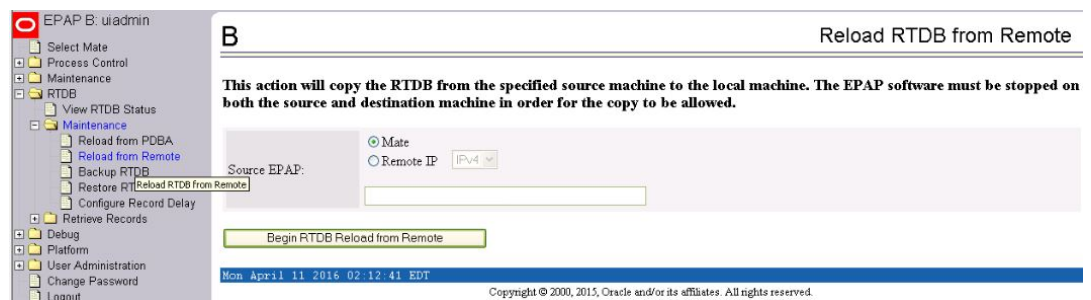 EPAP B: uiadmin
Select Mate
Process Control
Maintenance
RTDB
View RTDB Status
Maintenance
Reload from PDBA
Reload from Remote
Backup RTDB
Restore RT
Reload RTDB from Remote
Configure Record Delay
Retrieve Records
Debug
Platform
User Administration
Change Password
Logout
B
Reload RTDB from Remote
This action will copy the RTDB from the specified source machine to the local machine. The EPAP software must be stopped on
both the source and destination machine in order for the copy to be allowed.
Source EPAP:
Mate
Remote IP
IPv4
Begin RTDB Reload from Remote
Mon April 11 2016 02:12:41 EDT
Copyright © 2000, 2015, Oracle and/or its affiliates. All rights reserved.